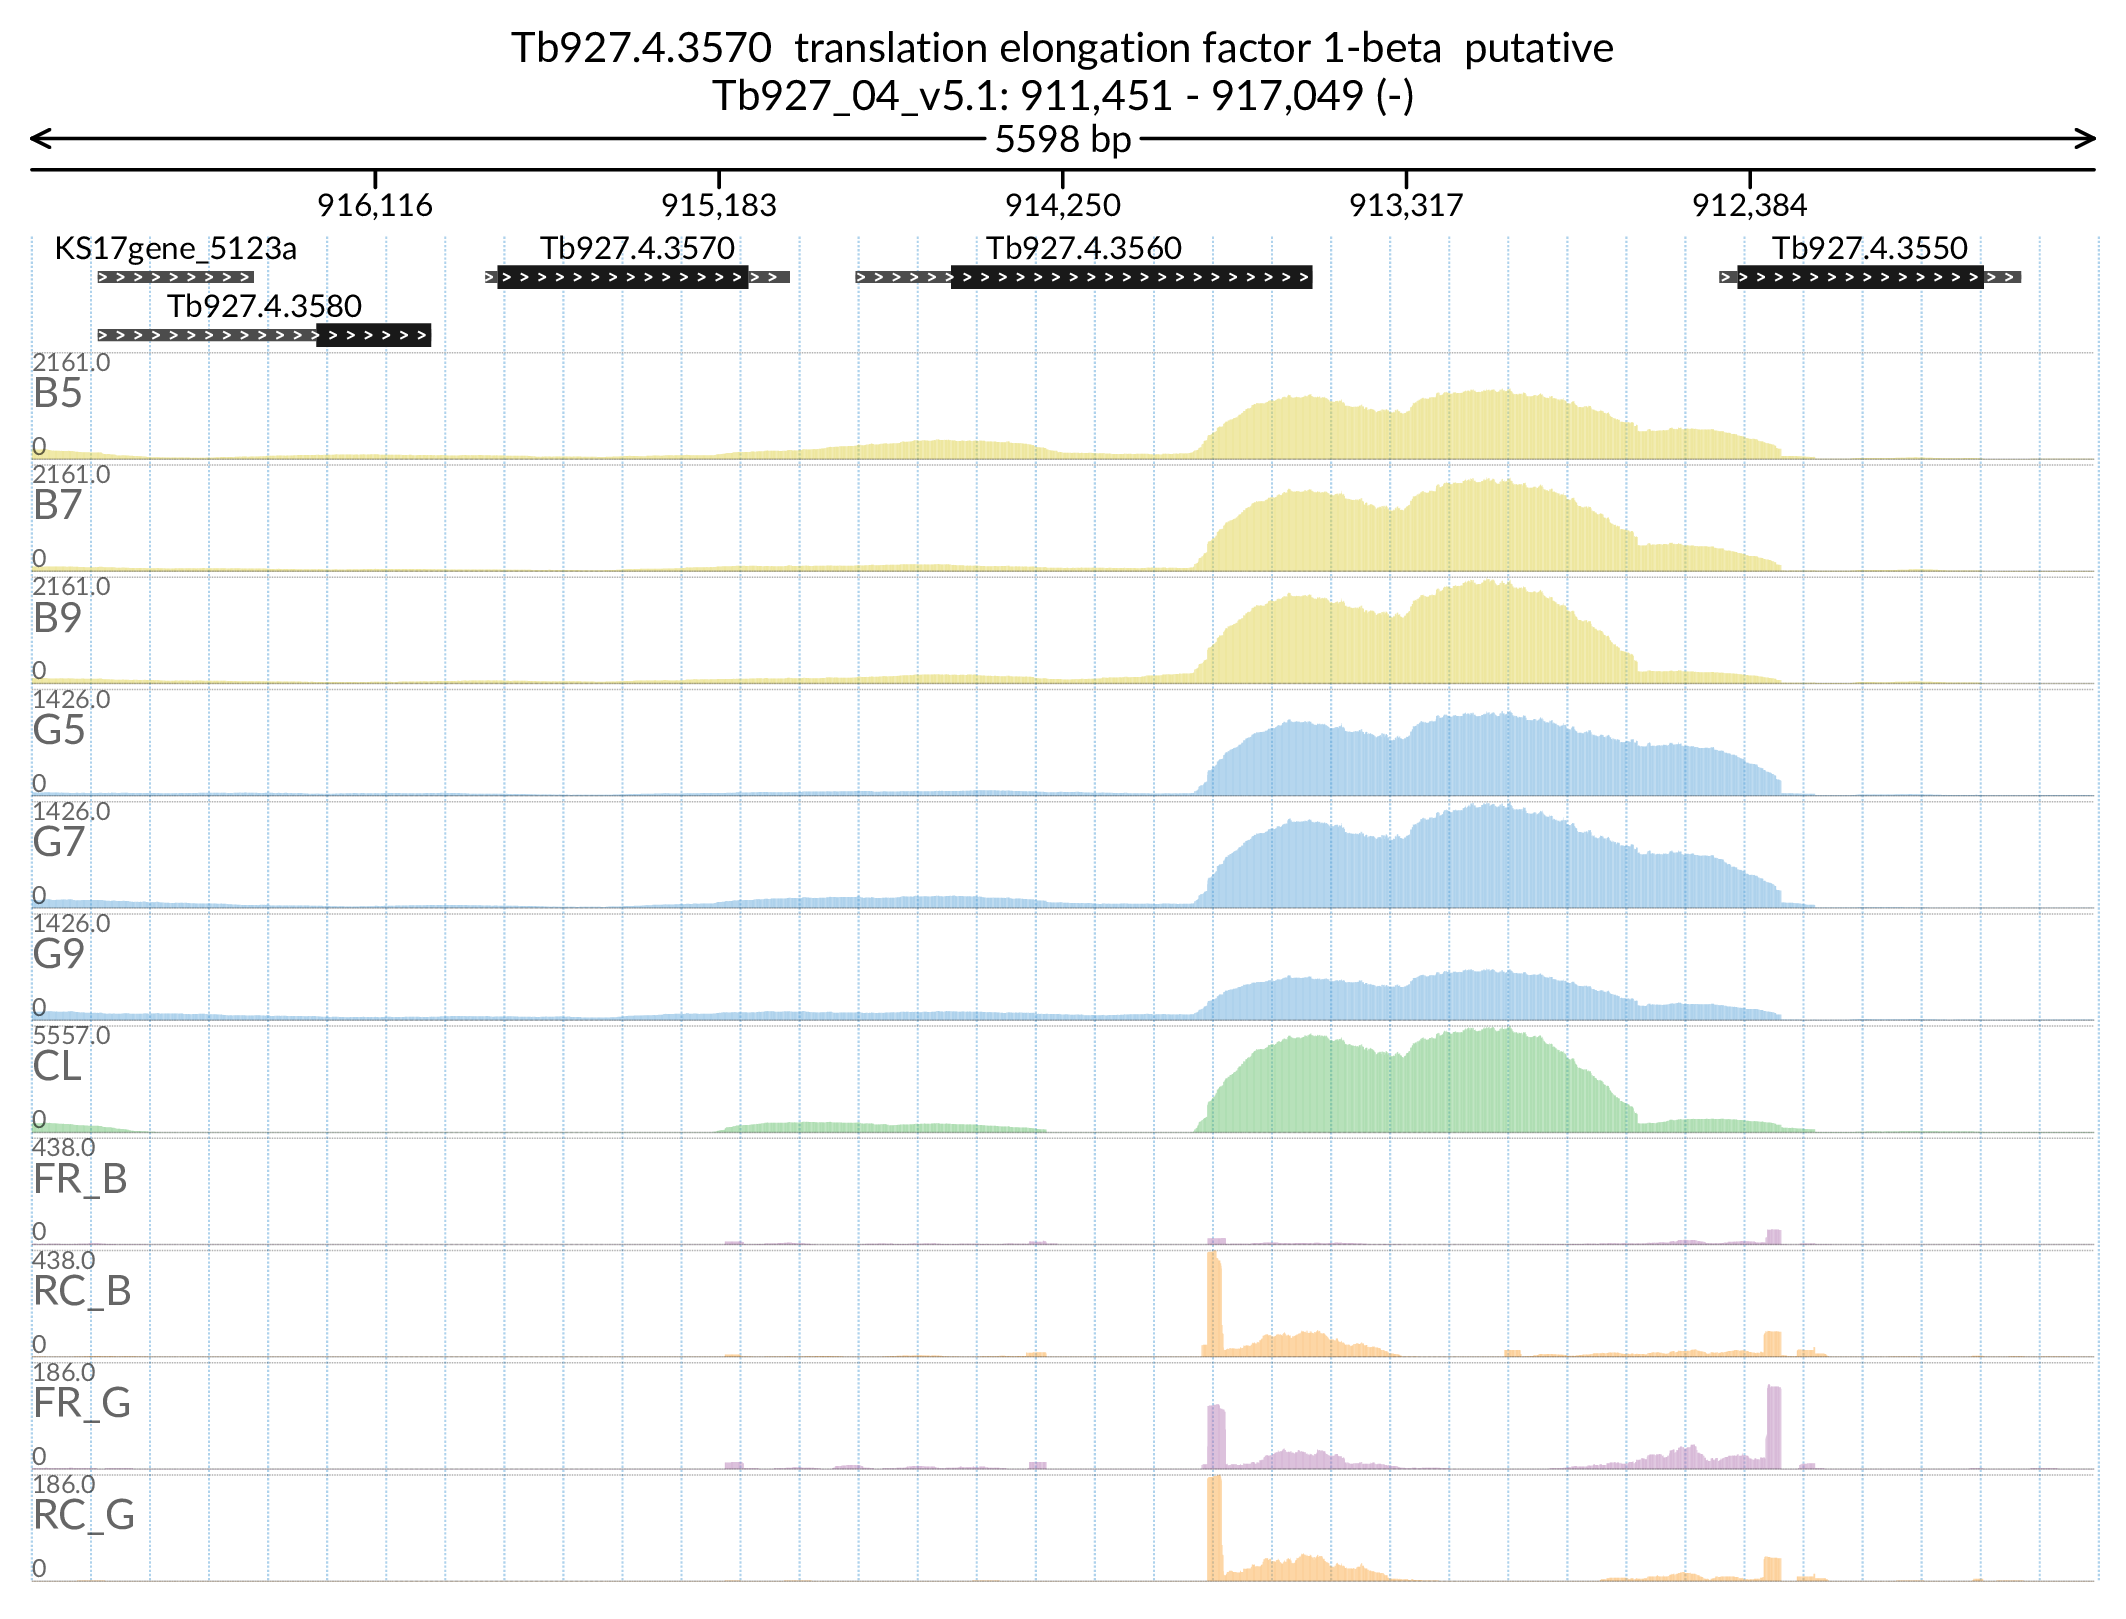 Tb927.4.3570  translation elongation factor 1-beta  putative
Tb927_04_v5.1: 911,451 - 917,049 (-)
5598 bp
916,116 915,183 914,250 913,317 912,384
KS17gene_5123a Tb927.4.3570 Tb927.4.3560 Tb927.4.3550
Tb927.4.3580
2161.0
B5
0
2161.0
B7
0
2161.0
B9
0
1426.0
G5
0
1426.0
G7
0
1426.0
G9
0
5557.0
CL
0
438.0
FR_B
0
438.0
RC_B
0
186.0
FR_G
0
186.0
RC_G
0